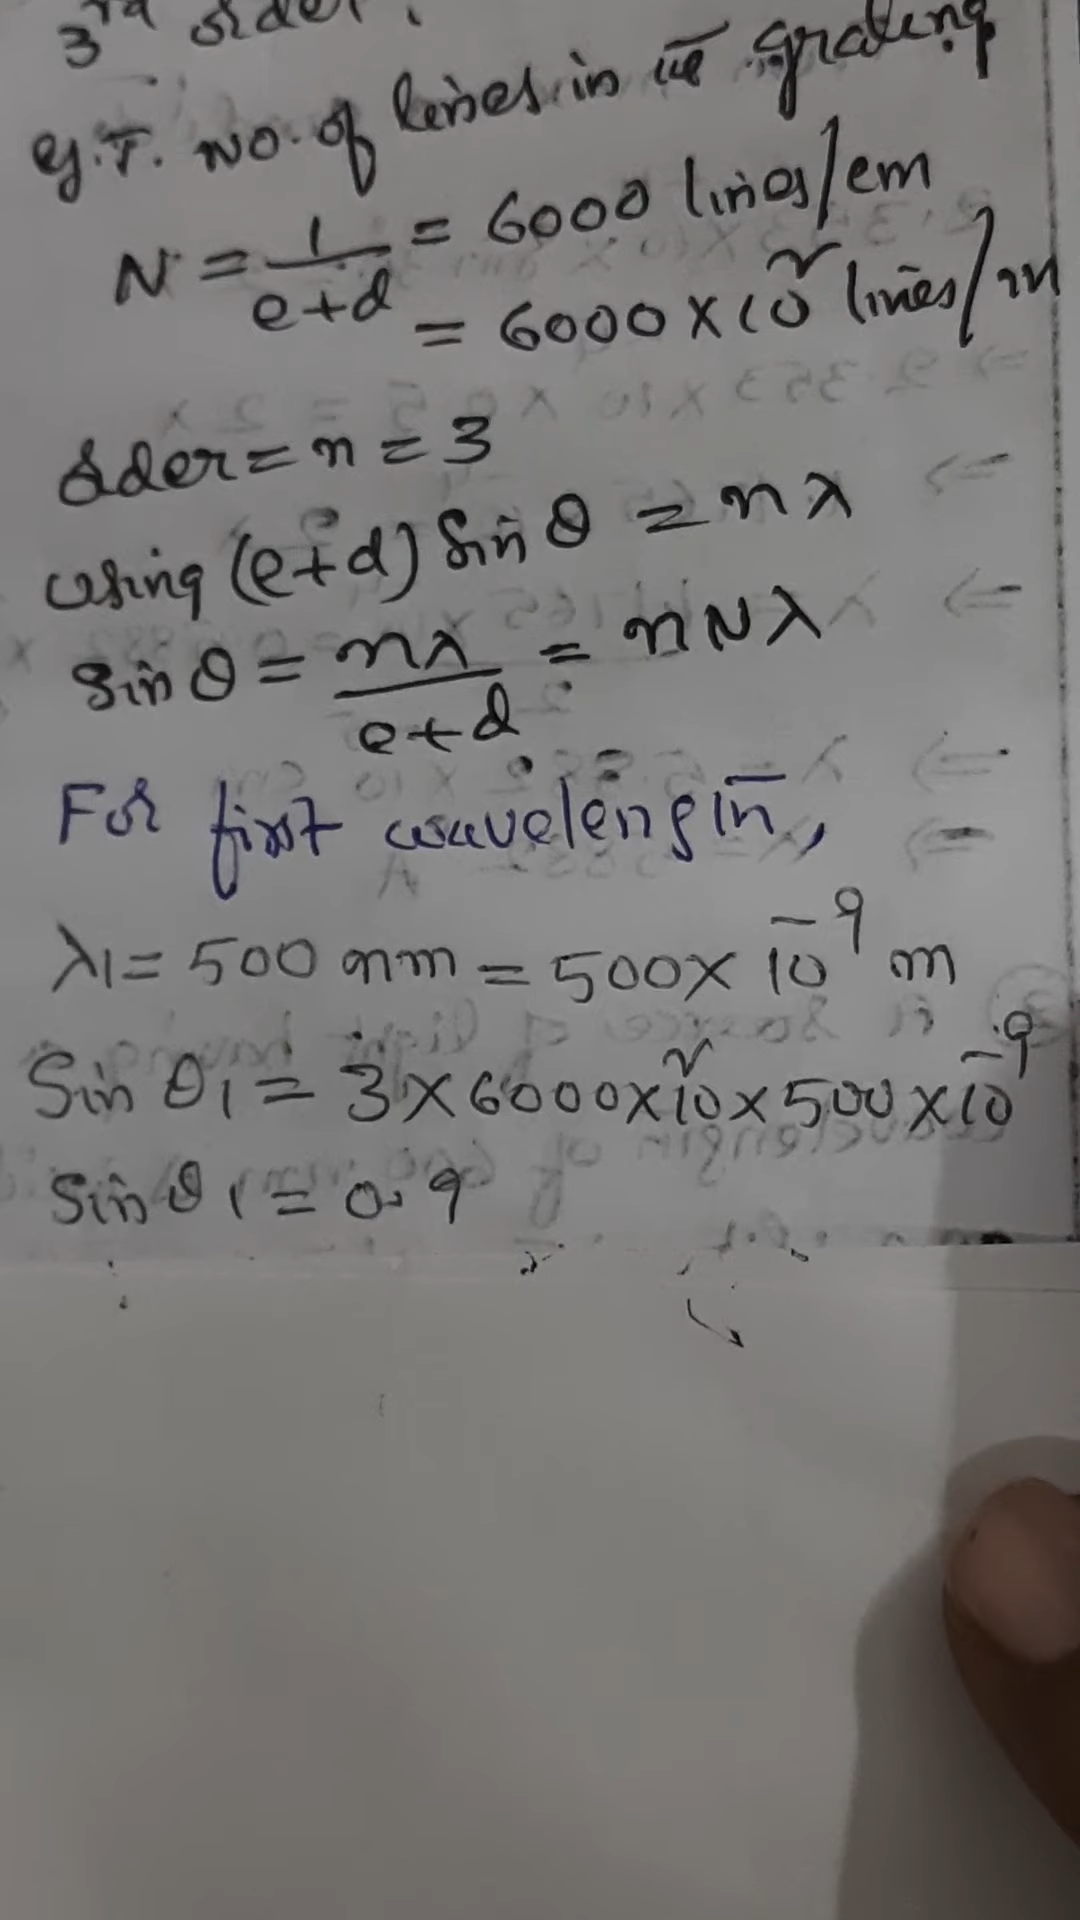 3rd order.
G.T. No. of lines in the grating
N = 1/(e+d) = 6000 lines/cm
= 6000 × 10² lines/m
Order = n = 3
Using (e+d) Sin θ = nλ
Sin θ = nλ/(e+d) = nNλ
For first wavelength,
λ1 = 500 nm = 500 × 10⁻⁹ m
Sin θ1 = 3 × 6000 × 10² × 500 × 10⁻⁹
Sin θ1 = 0.9